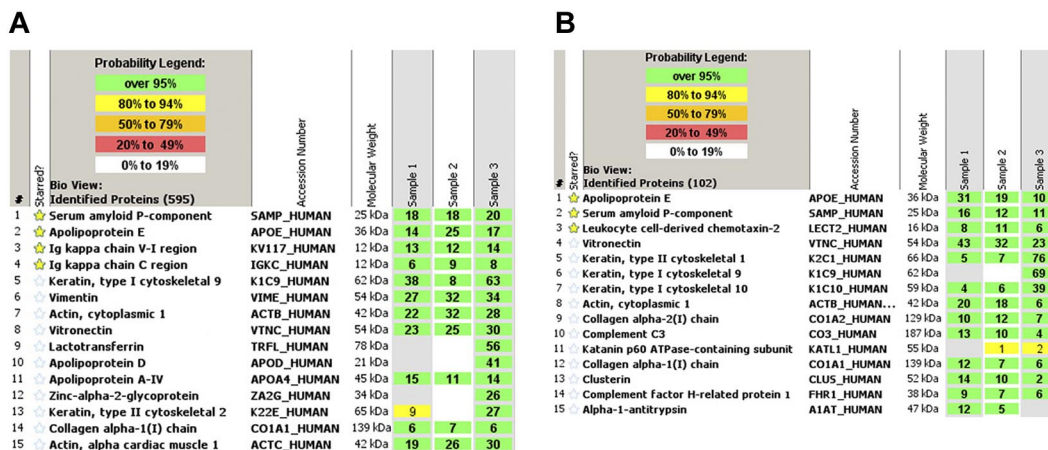 A
Probability Legend:
over 95%
80% to 94%
50% to 79%
20% to 49%
0% to 19%
Bio View:
# Starred? Identified Proteins (595) Accession Number Molecular Weight Sample 1 Sample 2 Sample 3
1 Serum amyloid P-component SAMP_HUMAN 25 kDa 18 18 20
2 Apolipoprotein E APOE_HUMAN 36 kDa 14 25 17
3 Ig kappa chain V-I region KV117_HUMAN 12 kDa 13 12 14
4 Ig kappa chain C region IGKC_HUMAN 12 kDa 6 9 8
5 Keratin, type I cytoskeletal 9 K1C9_HUMAN 62 kDa 38 8 63
6 Vimentin VIME_HUMAN 54 kDa 27 32 34
7 Actin, cytoplasmic 1 ACTB_HUMAN 42 kDa 22 32 28
8 Vitronectin VTNC_HUMAN 54 kDa 23 25 30
9 Lactotransferrin TRFL_HUMAN 78 kDa 56
10 Apolipoprotein D APOD_HUMAN 21 kDa 41
11 Apolipoprotein A-IV APOA4_HUMAN 45 kDa 15 11 14
12 Zinc-alpha-2-glycoprotein ZA2G_HUMAN 34 kDa 26
13 Keratin, type II cytoskeletal 2 K22E_HUMAN 65 kDa 9 27
14 Collagen alpha-1(I) chain CO1A1_HUMAN 139 kDa 6 7 6
15 Actin, alpha cardiac muscle 1 ACTC_HUMAN 42 kDa 19 26 30
B
Probability Legend:
over 95%
80% to 94%
50% to 79%
20% to 49%
0% to 19%
Bio View:
# Starred? Identified Proteins (102) Accession Number Molecular Weight Sample 1 Sample 2 Sample 3
1 Apolipoprotein E APOE_HUMAN 36 kDa 31 19 10
2 Serum amyloid P-component SAMP_HUMAN 25 kDa 16 12 11
3 Leukocyte cell-derived chemotaxin-2 LECT2_HUMAN 16 kDa 8 11 6
4 Vitronectin VTNC_HUMAN 54 kDa 43 32 23
5 Keratin, type II cytoskeletal 1 K2C1_HUMAN 66 kDa 5 7 76
6 Keratin, type I cytoskeletal 9 K1C9_HUMAN 62 kDa 69
7 Keratin, type I cytoskeletal 10 K1C10_HUMAN 59 kDa 4 6 39
8 Actin, cytoplasmic 1 ACTB_HUMAN... 42 kDa 20 18 6
9 Collagen alpha-2(I) chain CO1A2_HUMAN 129 kDa 10 12 7
10 Complement C3 CO3_HUMAN 187 kDa 13 10 4
11 Katanin p60 ATPase-containing subunit KATL1_HUMAN 55 kDa 1 2
12 Collagen alpha-1(I) chain CO1A1_HUMAN 139 kDa 12 7 6
13 Clusterin CLUS_HUMAN 52 kDa 14 10 2
14 Complement factor H-related protein 1 FHR1_HUMAN 38 kDa 9 7 6
15 Alpha-1-antitrypsin A1AT_HUMAN 47 kDa 12 5